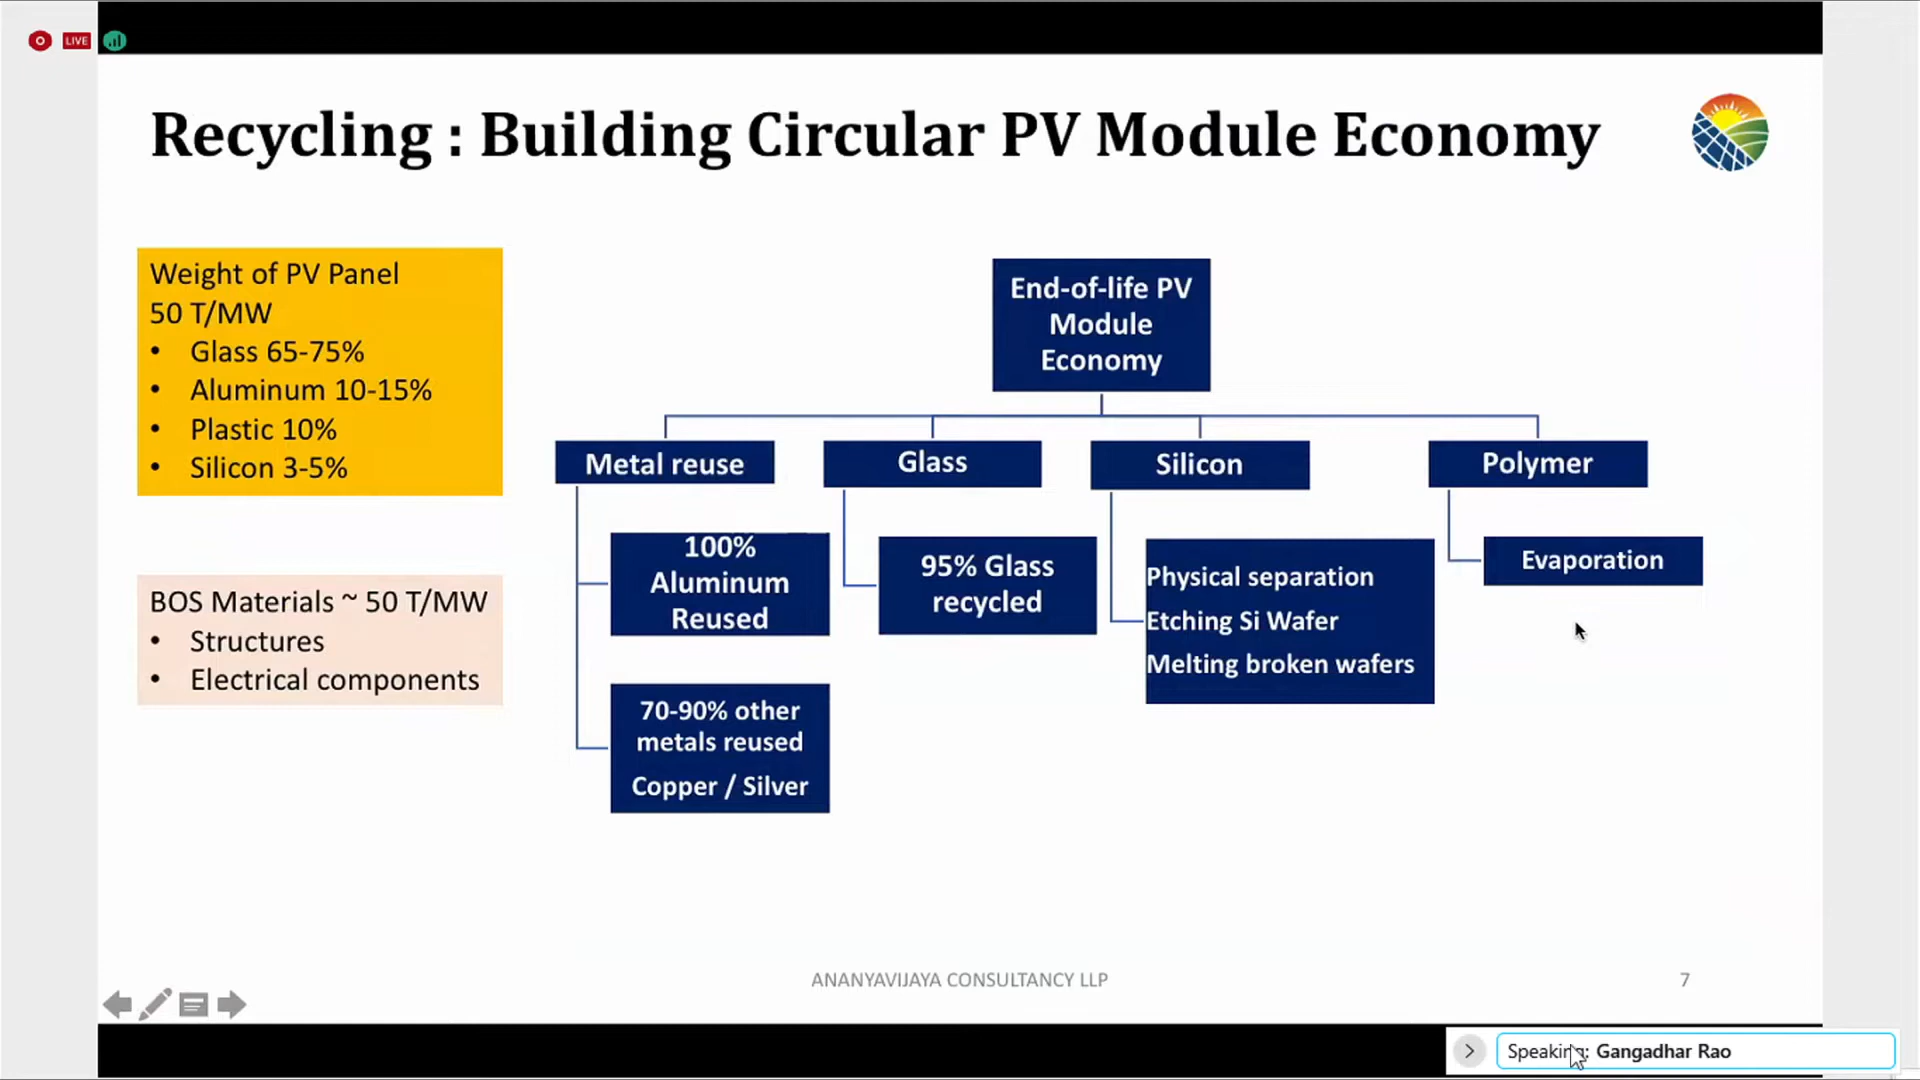 LIVE
Recycling : Building Circular PV Module Economy
Weight of PV Panel
50 T/MW
• Glass 65-75%
• Aluminum 10-15%
• Plastic 10%
• Silicon 3-5%
BOS Materials ~ 50 T/MW
• Structures
• Electrical components
End-of-life PV
Module
Economy
Metal reuse
100%
Aluminum
Reused
70-90% other
metals reused
Copper / Silver
Glass
95% Glass
recycled
Silicon
Physical separation
Etching Si Wafer
Melting broken wafers
Polymer
Evaporation
ANANYAVIJAYA CONSULTANCY LLP
7
Speaking: Gangadhar Rao